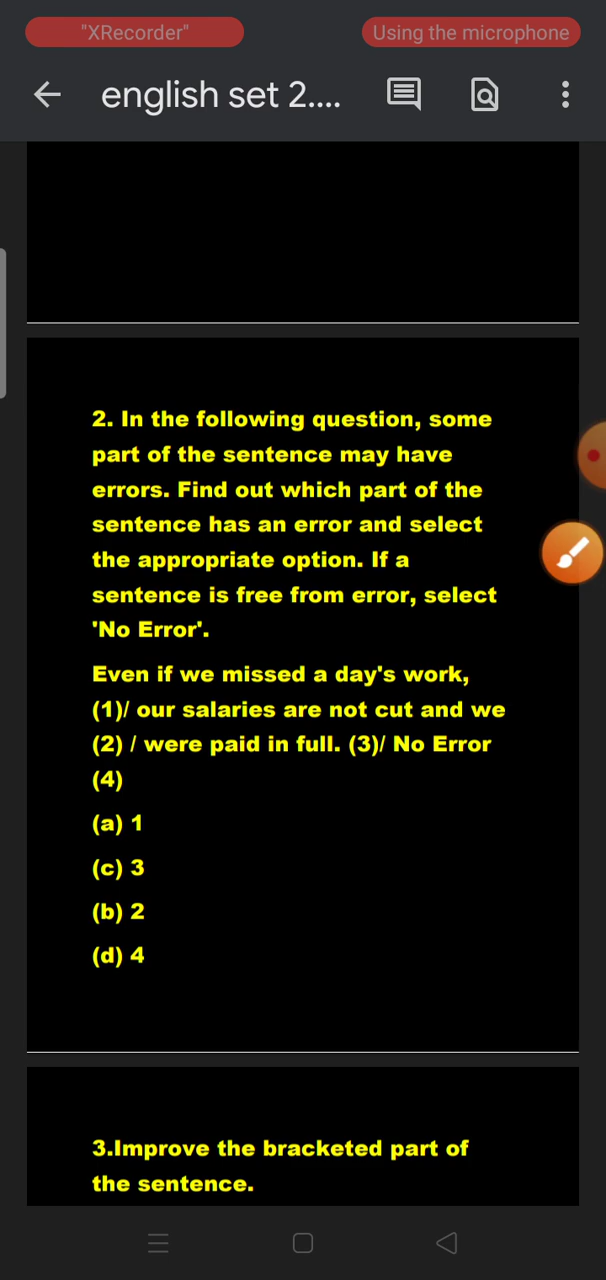 "XRecorder"
Using the microphone
english set 2....
2. In the following question, some
part of the sentence may have
errors. Find out which part of the
sentence has an error and select
the appropriate option. If a
sentence is free from error, select
'No Error'.
Even if we missed a day's work,
(1)/ our salaries are not cut and we
(2) / were paid in full. (3)/ No Error
(4)
(a) 1
(c) 3
(b) 2
(d) 4
3.Improve the bracketed part of
the sentence.